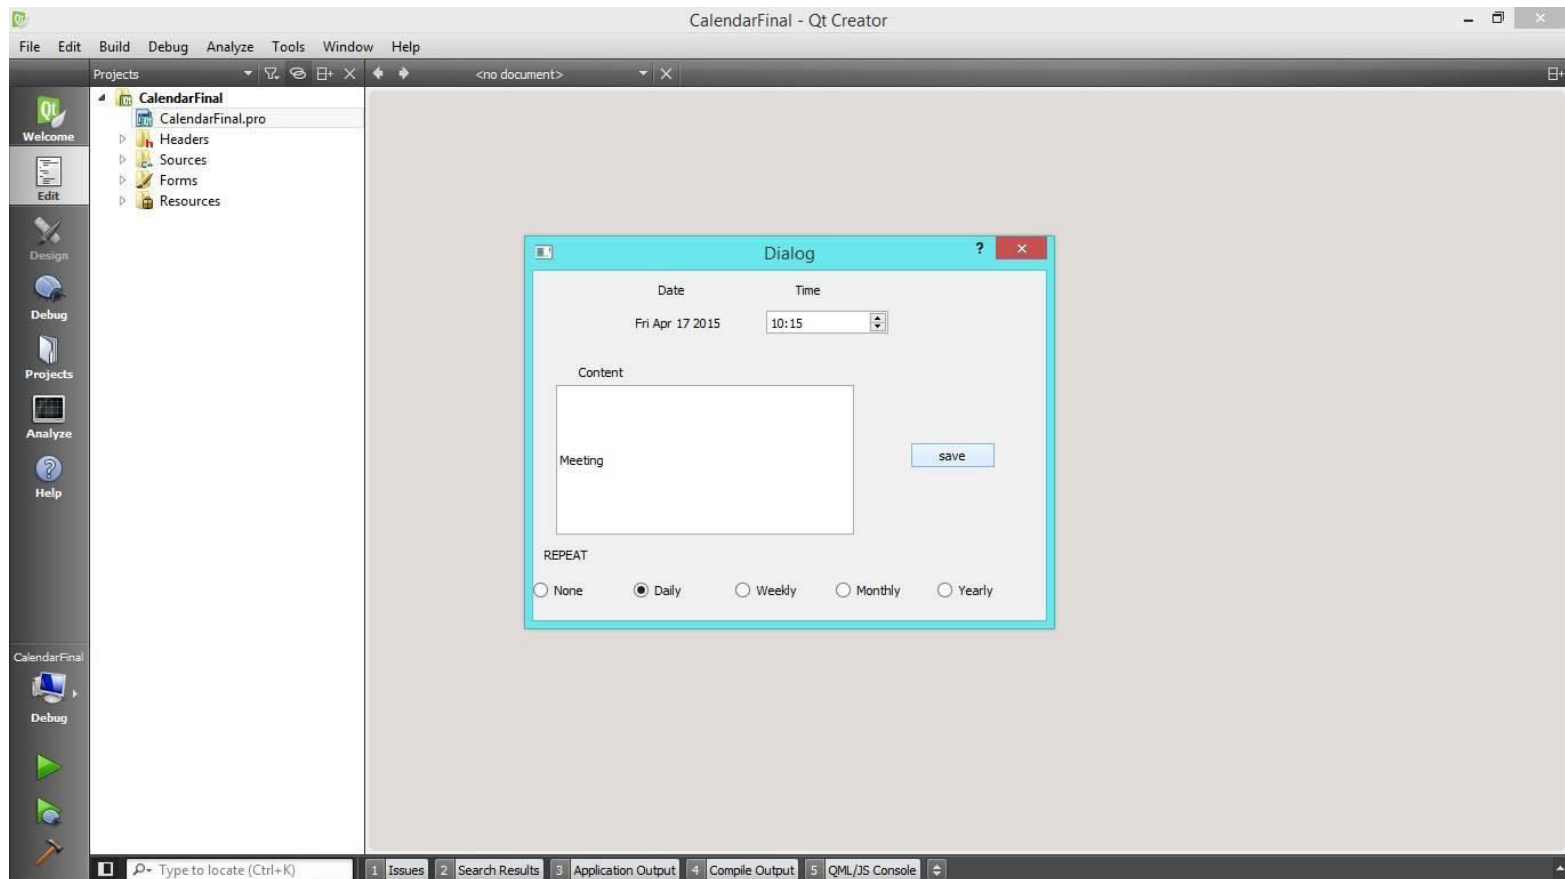 CalendarFinal - Qt Creator
File Edit Build Debug Analyze Tools Window Help
Projects <no document>
Qt Welcome
Edit
Design
Debug
Projects
Analyze
Help
CalendarFinal
CalendarFinal.pro
Headers
Sources
Forms
Resources
Dialog
Date Time
Fri Apr 17 2015 10:15
Content
Meeting
save
REPEAT
None Daily Weekly Monthly Yearly
CalendarFinal
Debug
Type to locate (Ctrl+K) 1 Issues 2 Search Results 3 Application Output 4 Compile Output 5 QML/JS Console